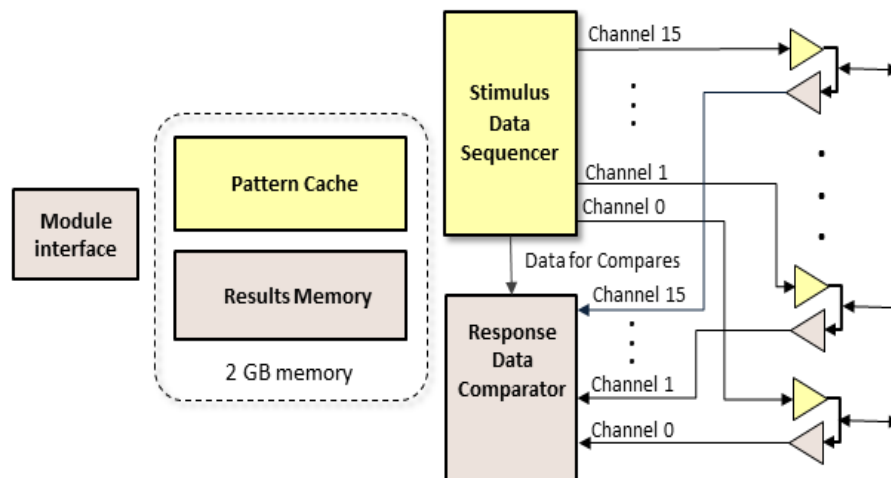 Module
interface
Pattern Cache
Results Memory
2 GB memory
Stimulus
Data
Sequencer
Channel 15
Channel 1
Channel 0
Data for Compares
Response
Data
Comparator
Channel 15
Channel 1
Channel 0